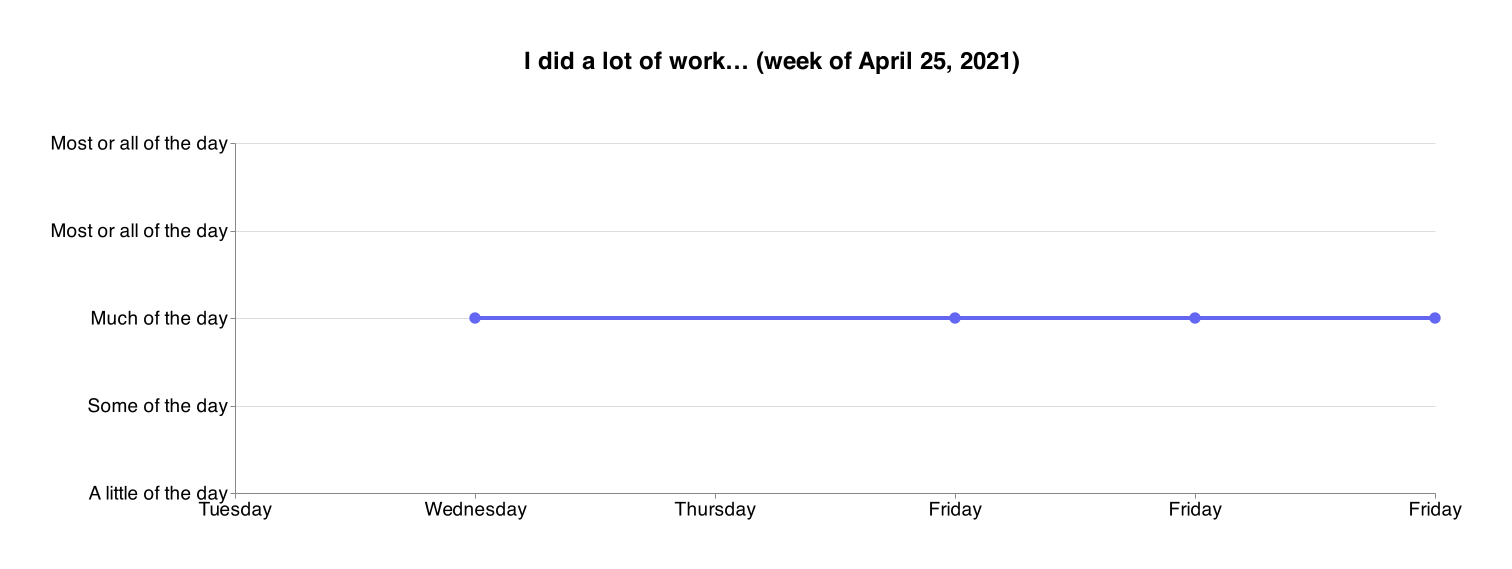 I did a lot of work… (week of April 25, 2021)
Most or all of the day
Most or all of the day
Much of the day
Some of the day
A little of the day
Tuesday Wednesday Thursday Friday Friday Friday